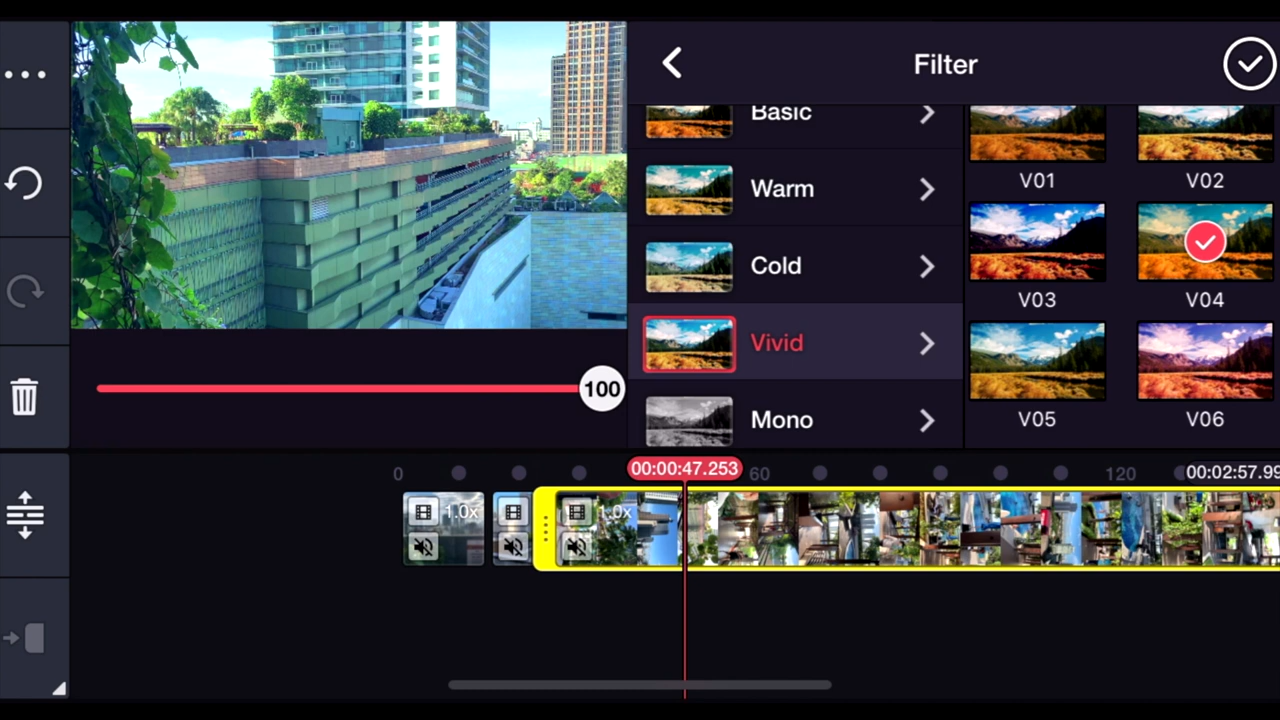 Filter
Basic
Warm
Cold
Vivid
Mono
V01
V02
V03
V04
V05
V06
100
0
00:00:47.253
60
120
00:02:57.99
1.0x
1.0x